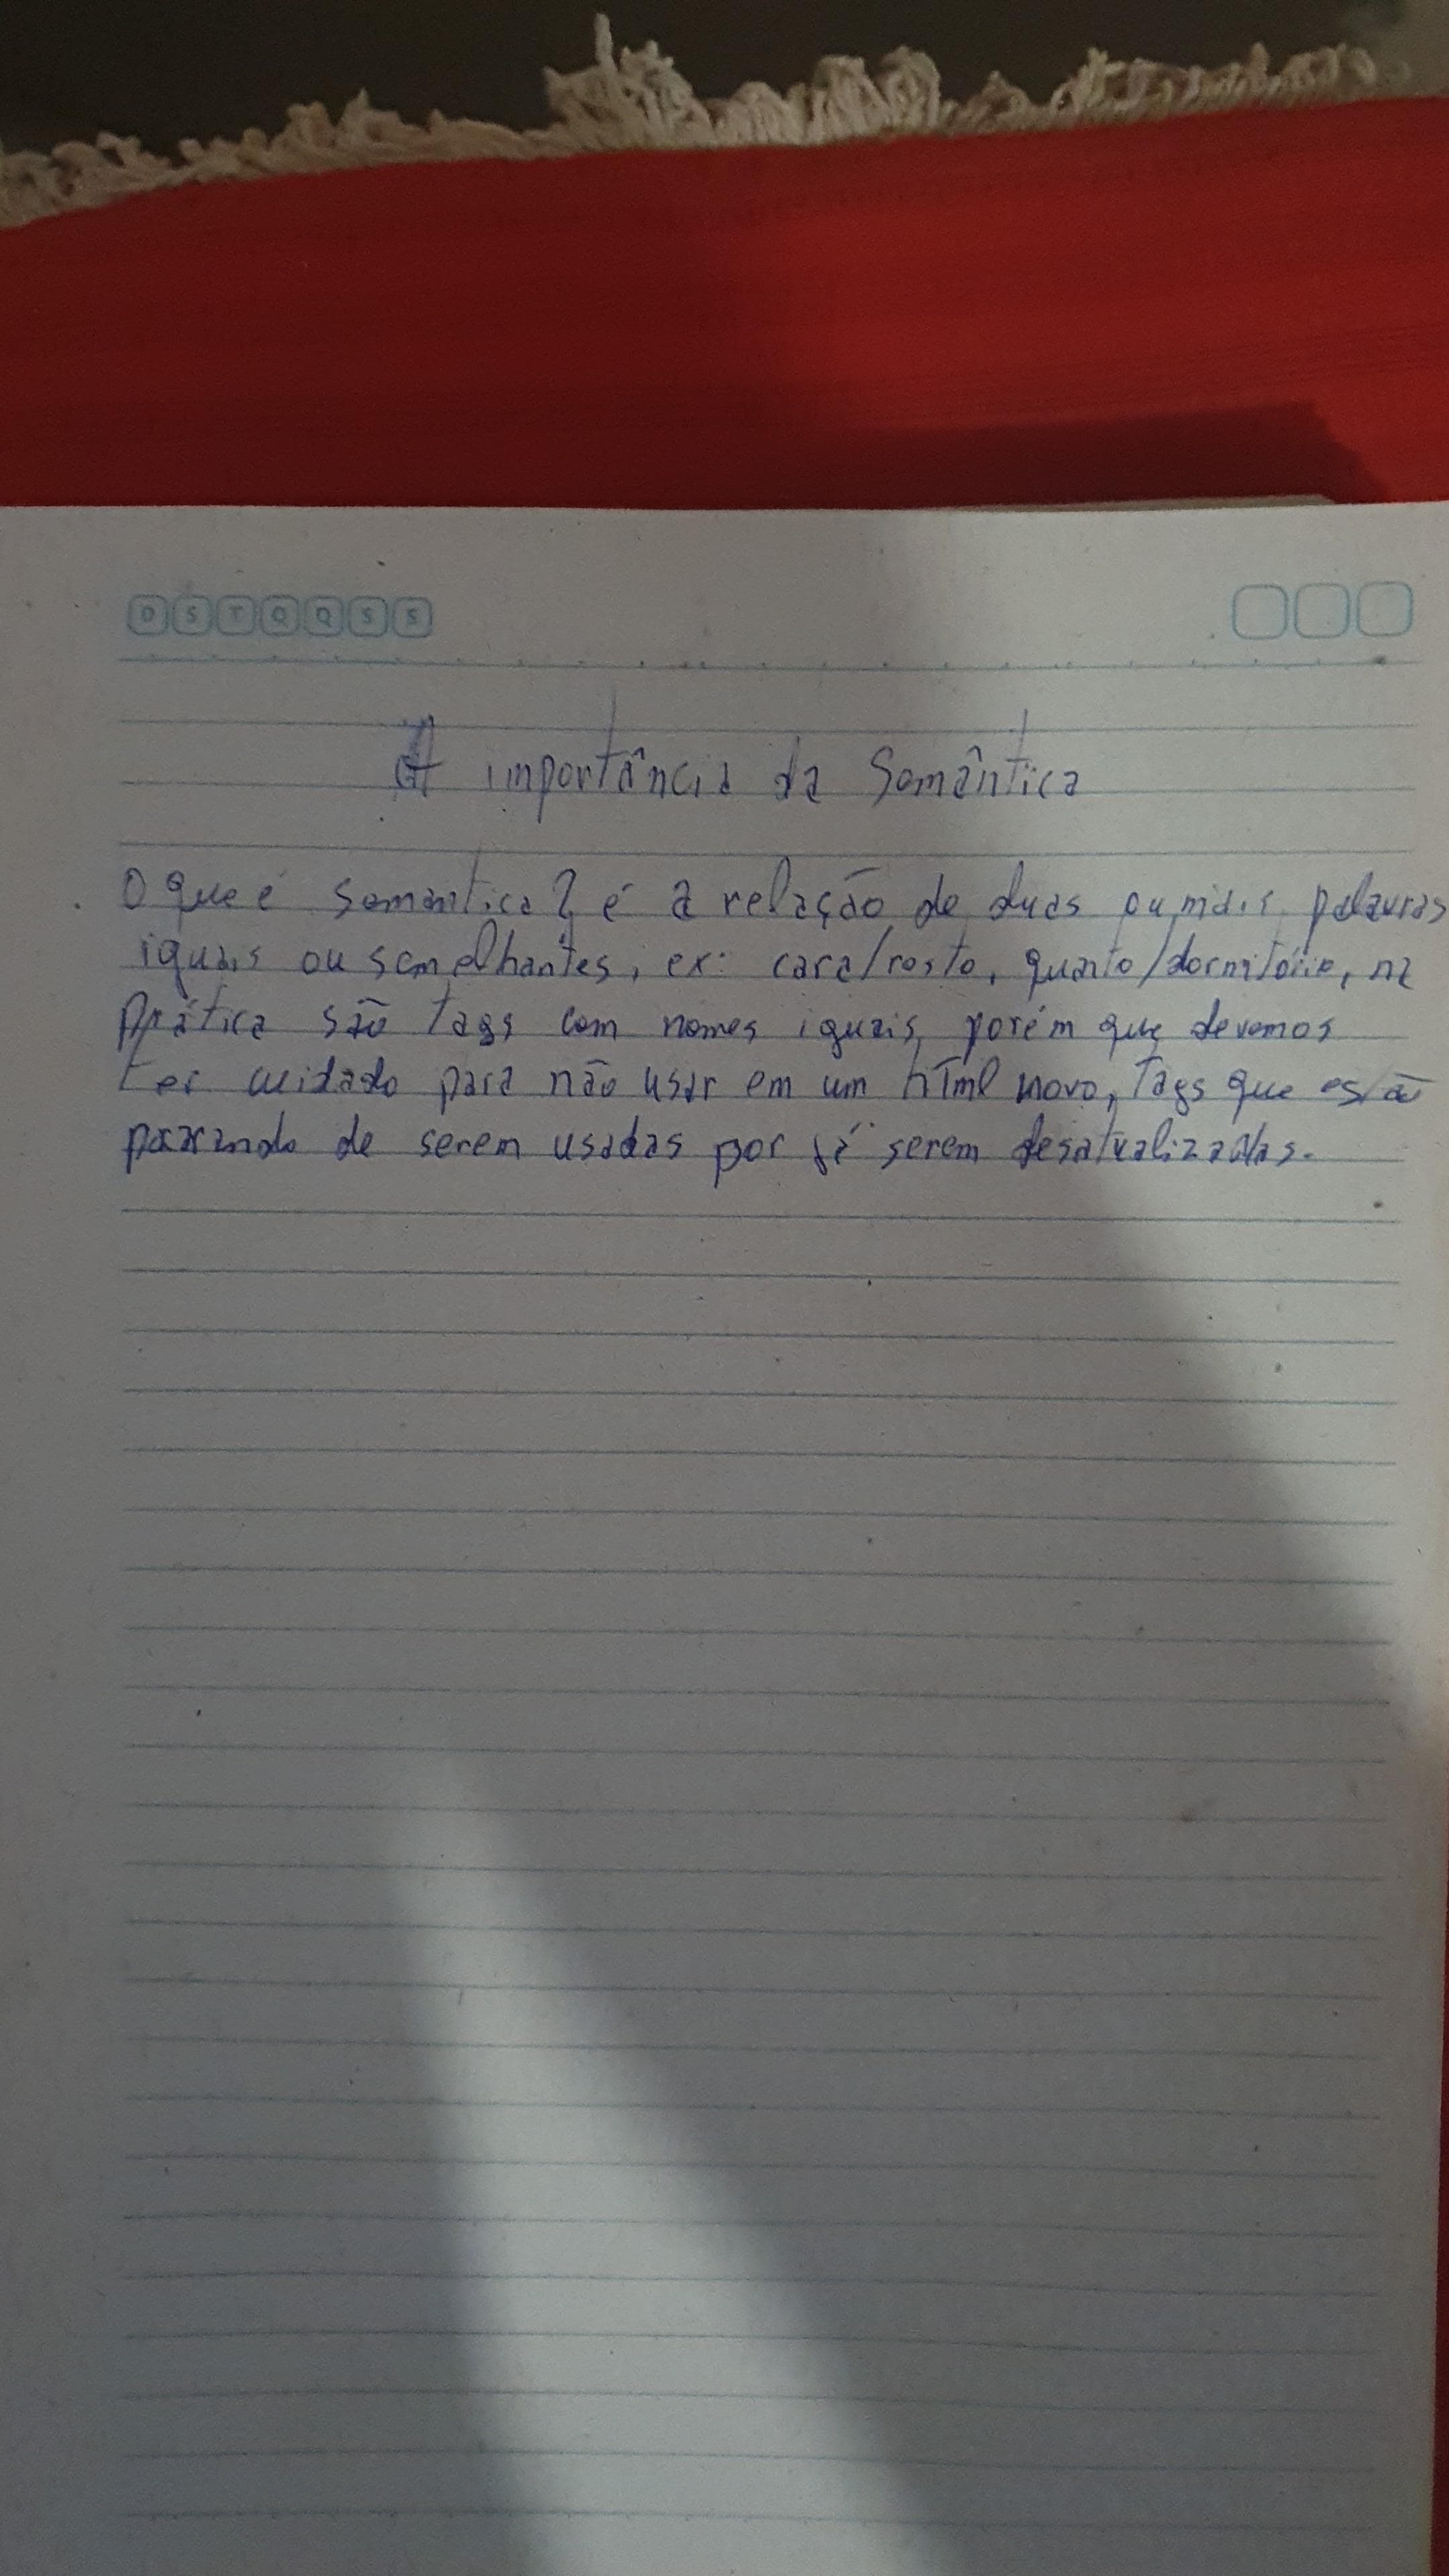 D S T Q Q S S
A importância da Semântica
O que é semantica? é a relação de duas ou mais palavras
iguais ou semelhantes, ex: cara/rosto, quarto/dormitório, na
prática são tags com nomes iguais, porém que devemos
ter cuidado para não usar em um html novo, tags que estão
parando de serem usadas por já serem desatualizadas.